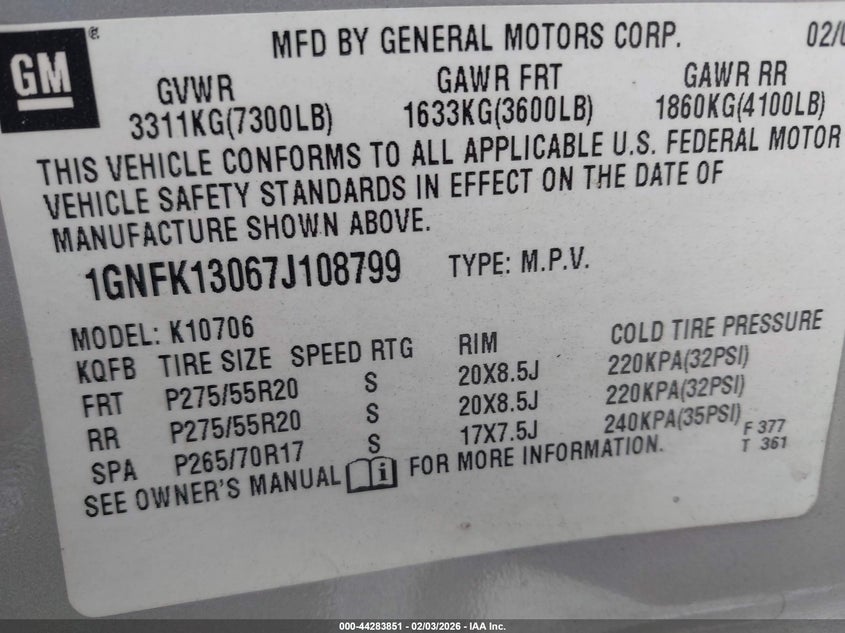 GM
MFD BY GENERAL MOTORS CORP.
GVWR GAWR FRT GAWR RR
3311KG(7300LB) 1633KG(3600LB) 1860KG(4100LB)
THIS VEHICLE CONFORMS TO ALL APPLICABLE U.S. FEDERAL MOTOR
VEHICLE SAFETY STANDARDS IN EFFECT ON THE DATE OF
MANUFACTURE SHOWN ABOVE.
1GNFK13067J108799 TYPE: M.P.V.
MODEL: K10706
KQFB TIRE SIZE SPEED RTG RIM COLD TIRE PRESSURE
FRT P275/55R20 S 20X8.5J 220KPA(32PSI)
RR P275/55R20 S 20X8.5J 220KPA(32PSI)
SPA P265/70R17 S 17X7.5J 240KPA(35PSI) F 377
T 361
SEE OWNER'S MANUAL i FOR MORE INFORMATION.
000-44283851 - 02/03/2026 - IAA Inc.